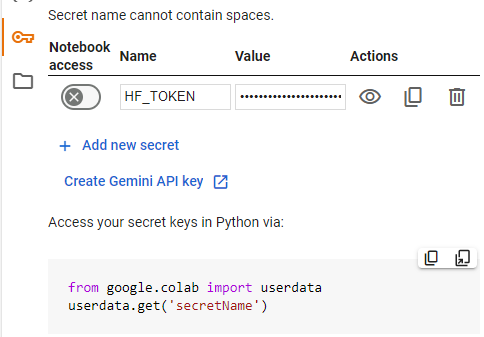 Secret name cannot contain spaces.
Notebook access Name Value Actions
HF_TOKEN ••••••••••••••••••••••
+ Add new secret
Create Gemini API key
Access your secret keys in Python via:
from google.colab import userdata
userdata.get('secretName')